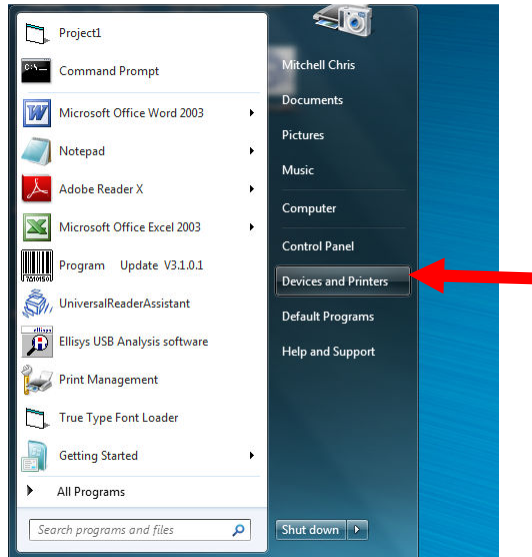 Project1
C:\
Command Prompt
Microsoft Office Word 2003
Notepad
Adobe Reader X
Microsoft Office Excel 2003
Program Update V3.1.0.1
UniversalReaderAssistant
ellisys
Ellisys USB Analysis software
Print Management
True Type Font Loader
Getting Started
All Programs
Search programs and files
Mitchell Chris
Documents
Pictures
Music
Computer
Control Panel
Devices and Printers
Default Programs
Help and Support
Shut down